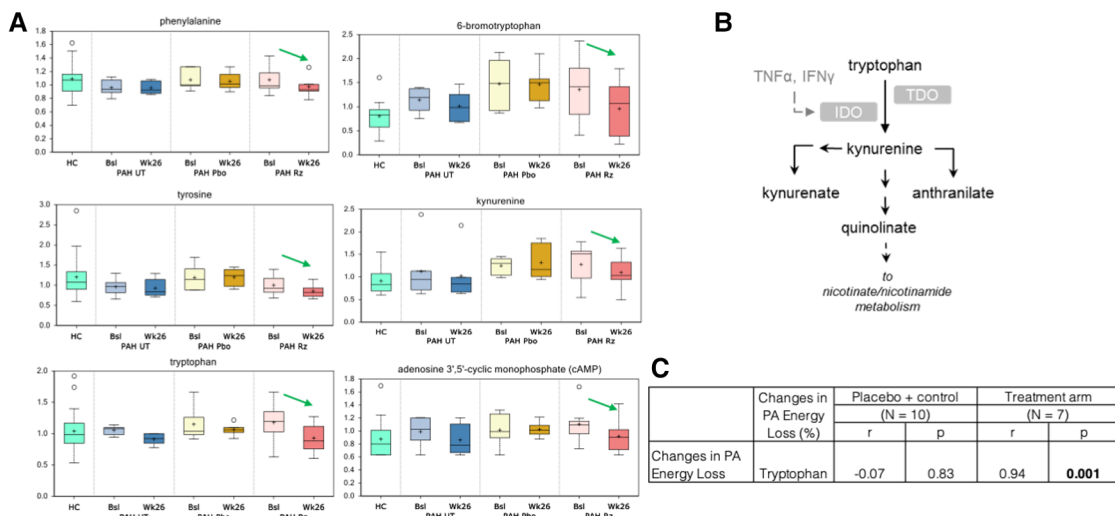 A
phenylalanine
1.8
1.6
1.4
1.2
1.0
0.8
0.6
0.4
0.2
0.0
HC Bsl Wk26 Bsl Wk26 Bsl Wk26
PAH UT PAH Pbo PAH Rz
6-bromotryptophan
2.5
2.0
1.5
1.0
0.5
0.0
HC Bsl Wk26 Bsl Wk26 Bsl Wk26
PAH UT PAH Pbo PAH Rz
tyrosine
3.0
2.5
2.0
1.5
1.0
0.5
0.0
HC Bsl Wk26 Bsl Wk26 Bsl Wk26
PAH UT PAH Pbo PAH Rz
kynurenine
2.5
2.0
1.5
1.0
0.5
0.0
HC Bsl Wk26 Bsl Wk26 Bsl Wk26
PAH UT PAH Pbo PAH Rz
tryptophan
2.0
1.5
1.0
0.5
0.0
HC Bsl Wk26 Bsl Wk26 Bsl Wk26
PAH UT PAH Pbo PAH Rz
adenosine 3',5'-cyclic monophosphate (cAMP)
1.8
1.6
1.4
1.2
1.0
0.8
0.6
0.4
0.2
0.0
HC Bsl Wk26 Bsl Wk26 Bsl Wk26
PAH UT PAH Pbo PAH Rz
B
tryptophan
TNFα, IFNγ
TDO
IDO
kynurenine
kynurenate anthranilate
quinolinate
to
nicotinate/nicotinamide
metabolism
C
Changes in PA Energy Loss (%) Placebo + control Treatment arm
(N = 10) (N = 7)
r p r p
Changes in PA Energy Loss Tryptophan -0.07 0.83 0.94 0.001